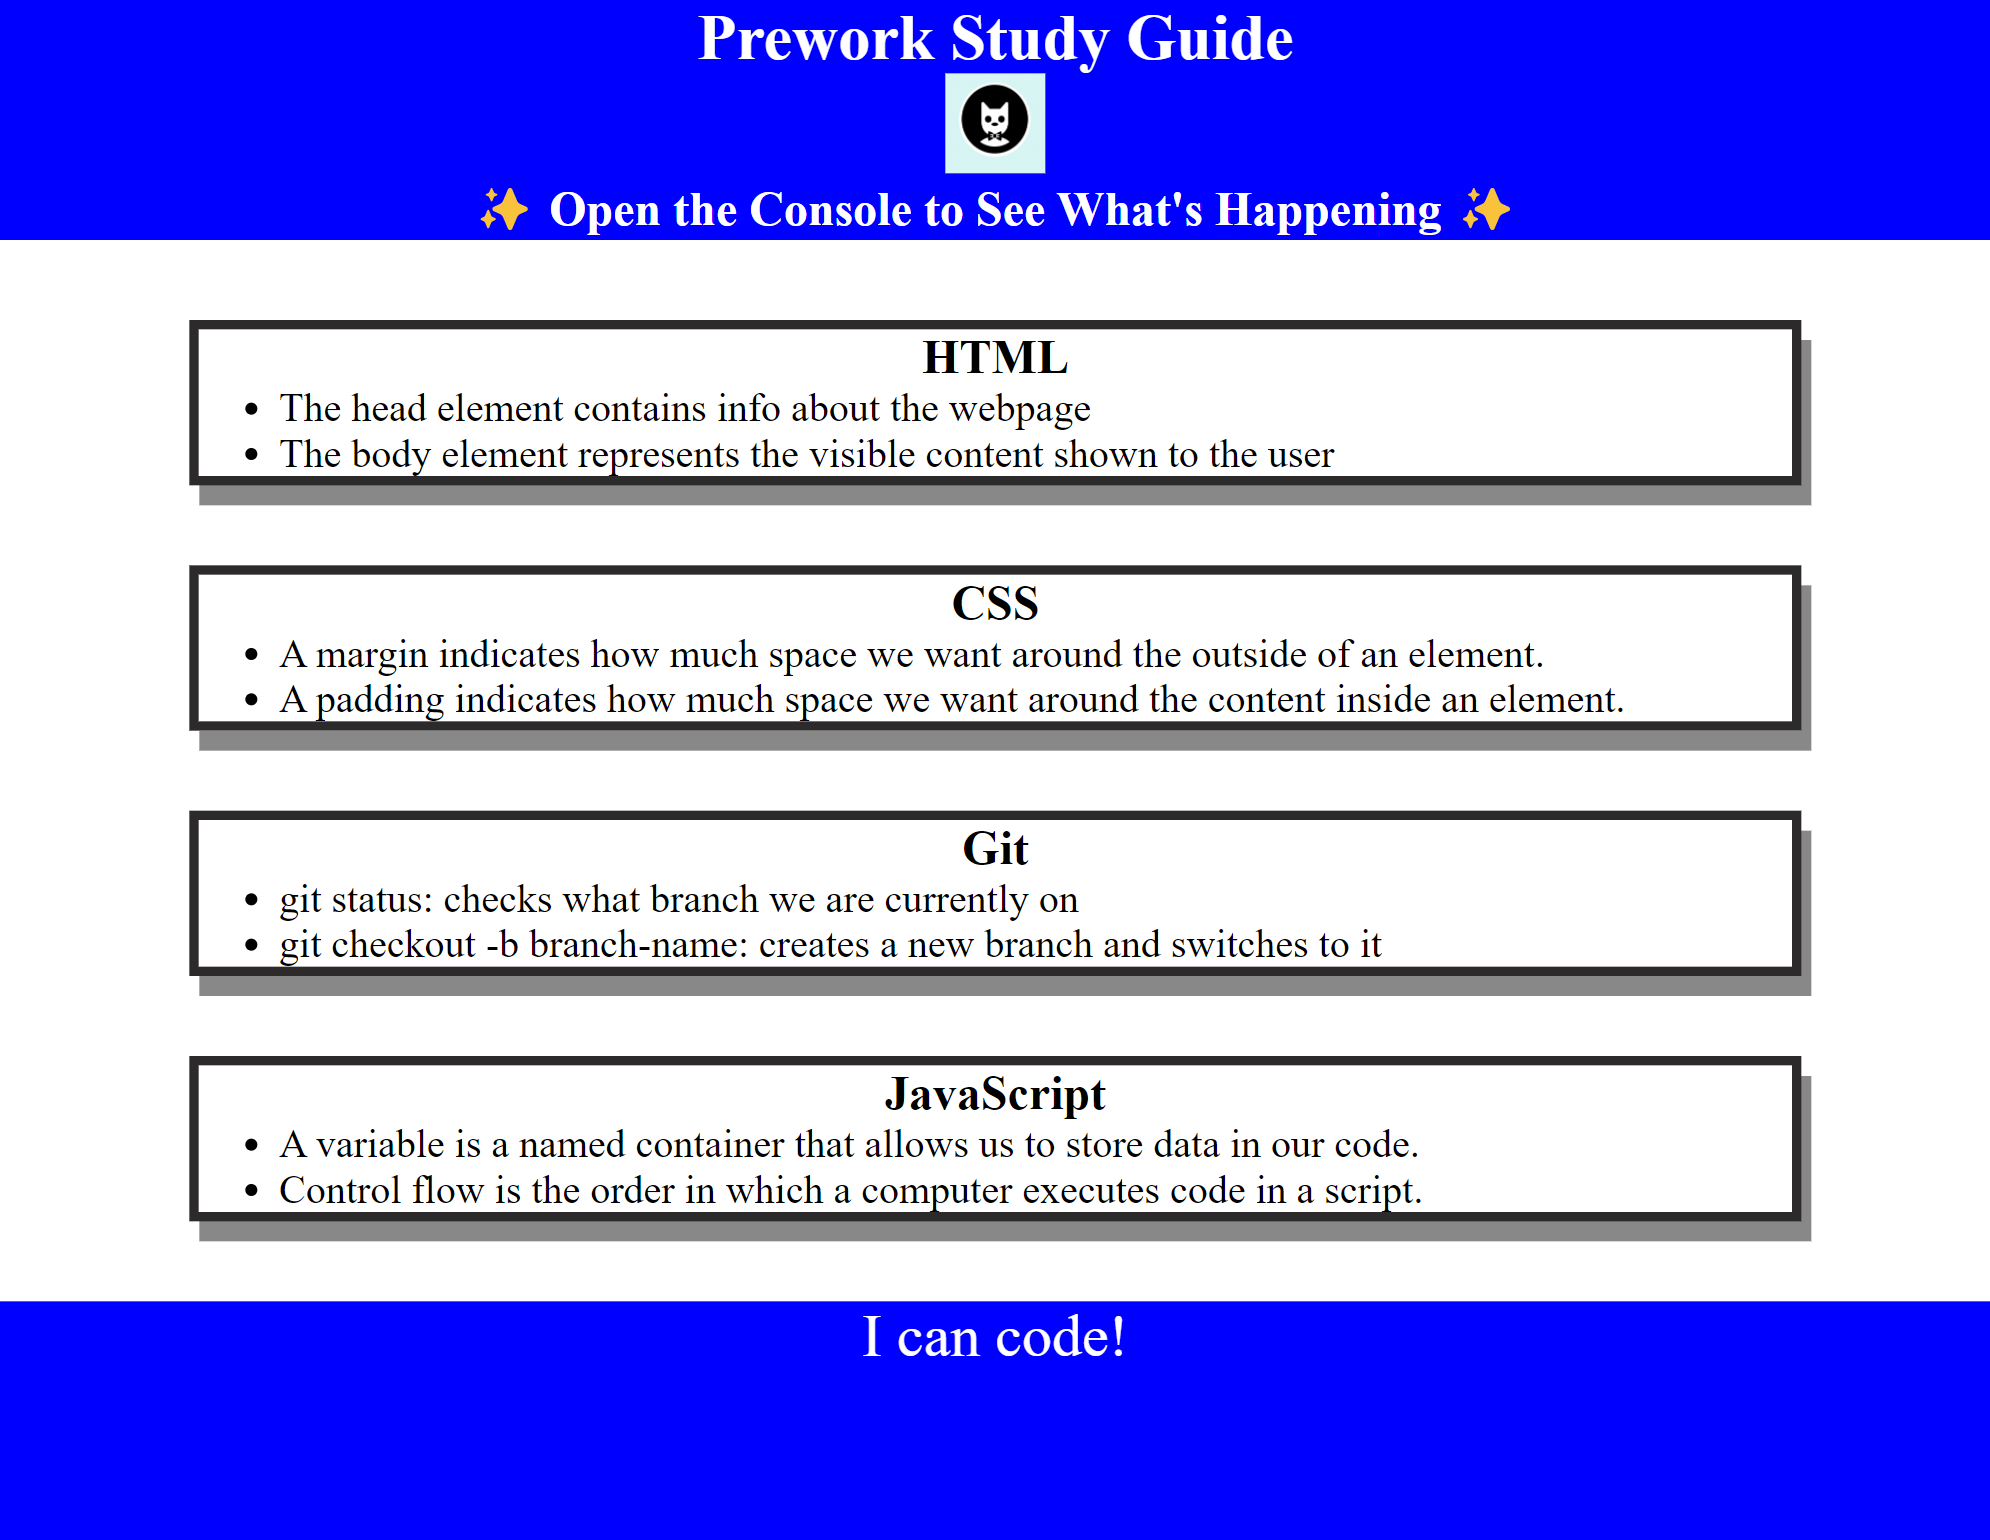 Prework Study Guide
✨ Open the Console to See What's Happening ✨
HTML
• The head element contains info about the webpage
• The body element represents the visible content shown to the user
CSS
• A margin indicates how much space we want around the outside of an element.
• A padding indicates how much space we want around the content inside an element.
Git
• git status: checks what branch we are currently on
• git checkout -b branch-name: creates a new branch and switches to it
JavaScript
• A variable is a named container that allows us to store data in our code.
• Control flow is the order in which a computer executes code in a script.
I can code!